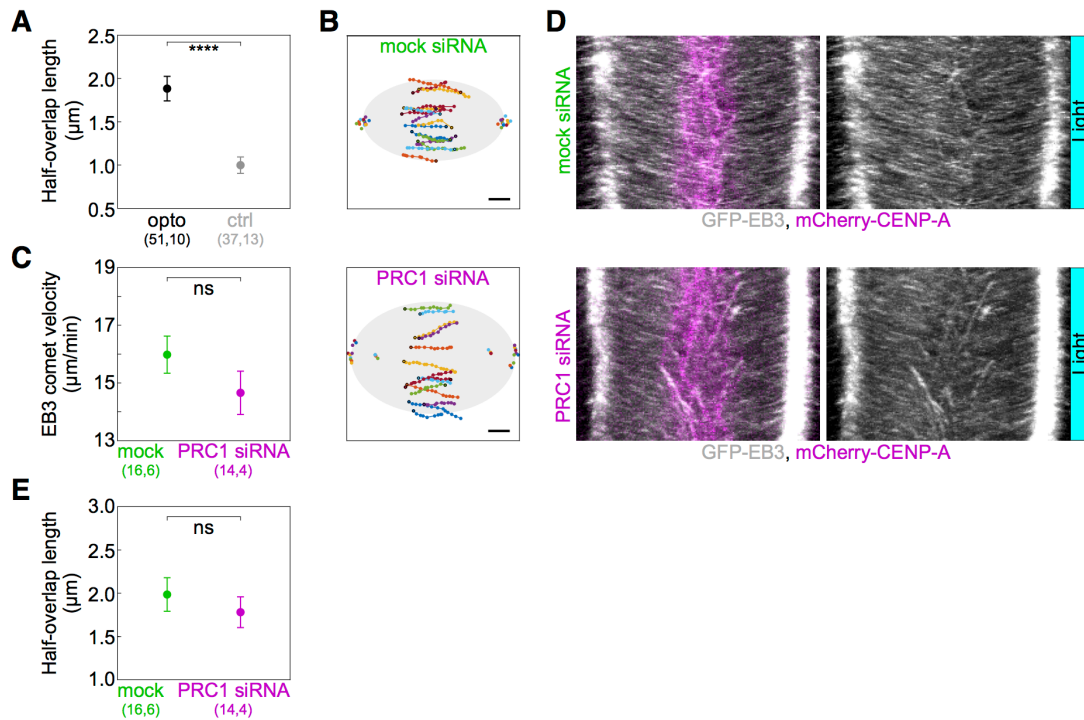 A
Half-overlap length
(µm)
2.5
2.0
1.5
1.0
0.5
****
opto
ctrl
(51,10)
(37,13)
B
mock siRNA
PRC1 siRNA
C
EB3 comet velocity
(µm/min)
19
17
15
13
ns
mock
PRC1 siRNA
(16,6)
(14,4)
D
mock siRNA
Light
GFP-EB3, mCherry-CENP-A
PRC1 siRNA
Light
GFP-EB3, mCherry-CENP-A
E
Half-overlap length
(µm)
3.0
2.5
2.0
1.5
1.0
ns
mock
PRC1 siRNA
(16,6)
(14,4)